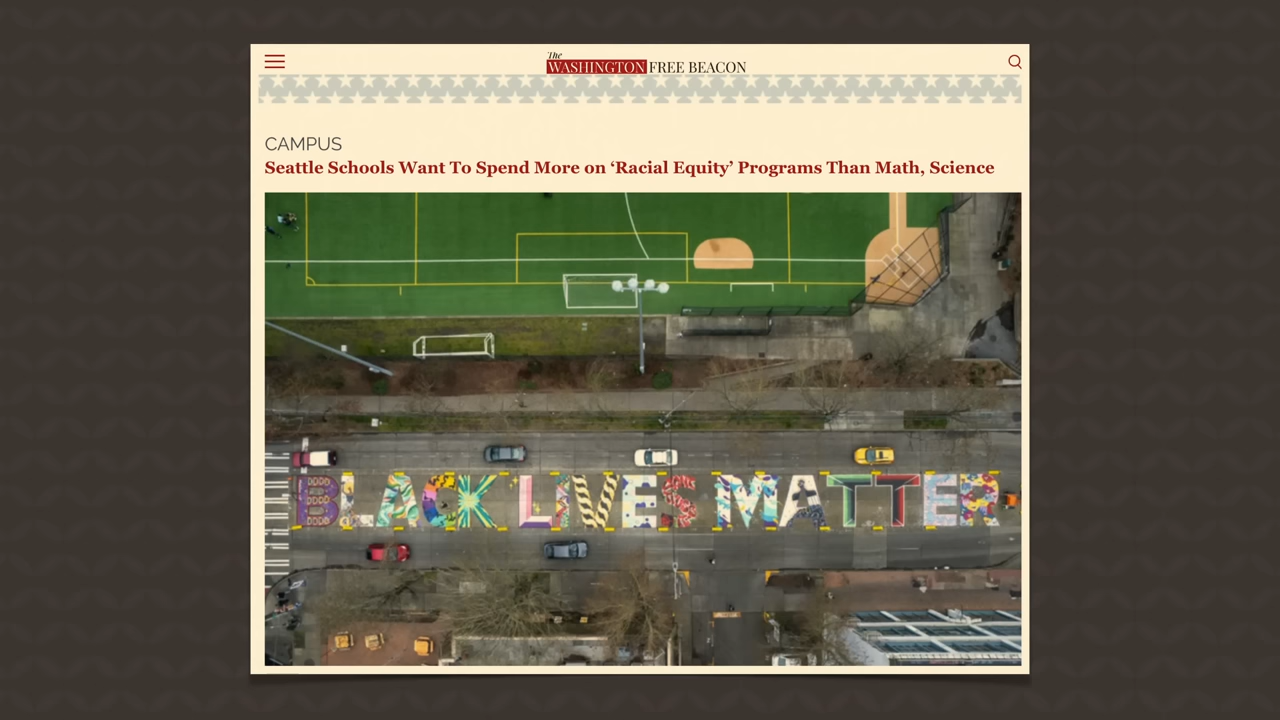 The
WASHINGTON FREE BEACON
CAMPUS
Seattle Schools Want To Spend More on ‘Racial Equity’ Programs Than Math, Science
BLACK LIVES MATTER